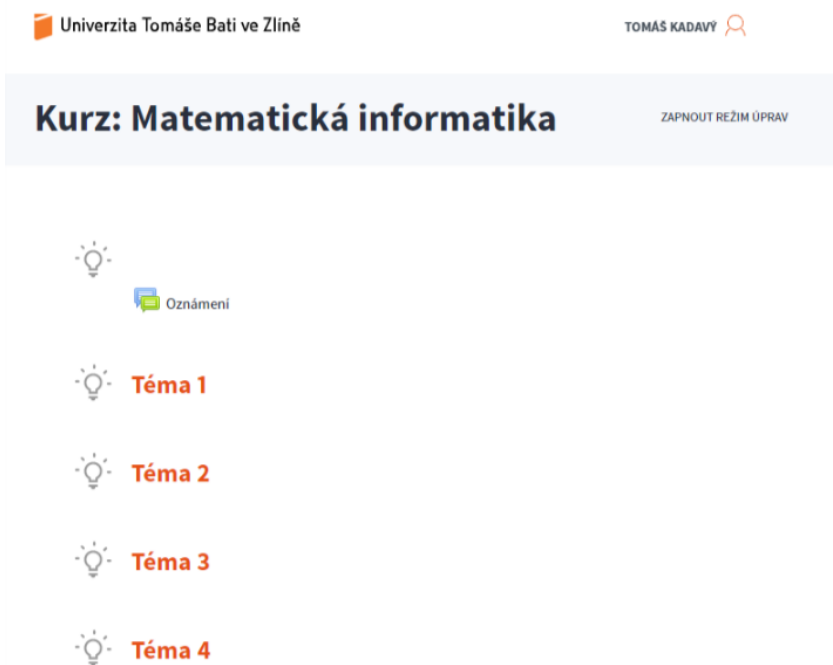 Univerzita Tomáše Bati ve Zlíně
TOMÁŠ KADAVÝ
Kurz: Matematická informatika
ZAPNOUT REŽIM ÚPRAV
Oznámení
Téma 1
Téma 2
Téma 3
Téma 4